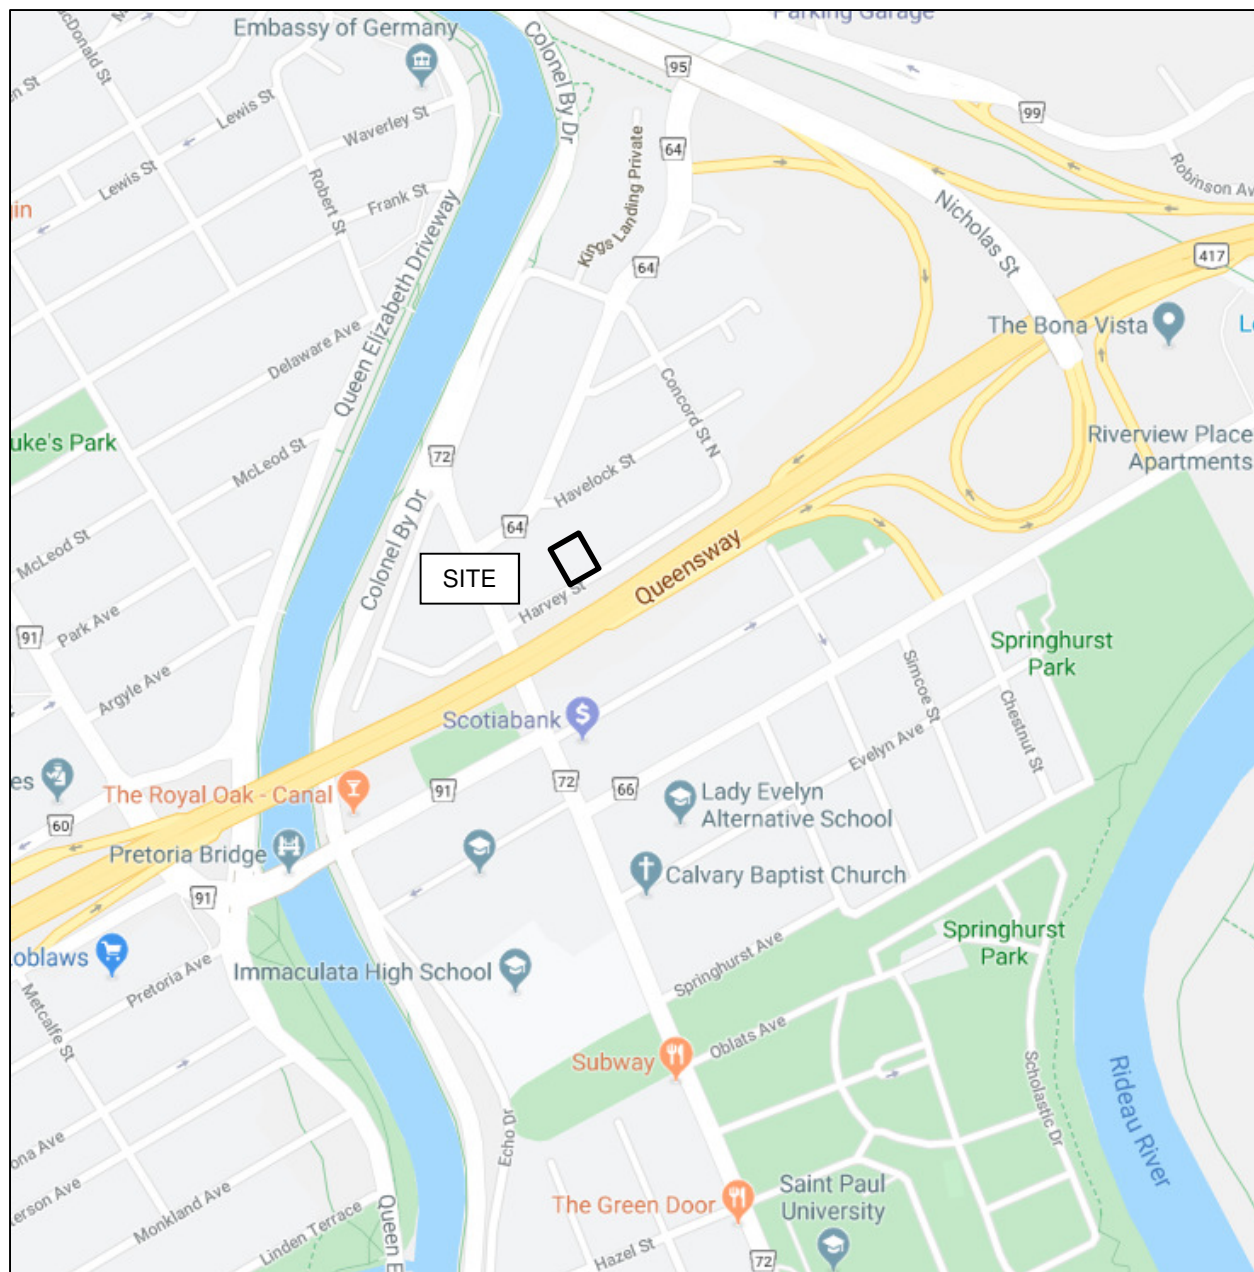 Parking Garage
Embassy of Germany
Colonel By Dr
95
99
Lewis St
Waverley St
64
Robinson Av
Lewis St
Robert St
Frank St
Kings Landing Private
Nicholas St
Queen Elizabeth Driveway
64
417
The Bona Vista
Delaware Ave
Concord St N
uke's Park
McLeod St
72
Riverview Place
Apartments
Havelock St
Colonel By Dr
64
McLeod St
SITE
Queensway
Harvey St
Park Ave
91
Argyle Ave
Springhurst
Park
Simcoe St
Chestnut St
Evelyn Ave
Scotiabank
es
The Royal Oak - Canal
91
72
66
Lady Evelyn
Alternative School
60
Pretoria Bridge
Calvary Baptist Church
91
Springhurst
Park
oblaws
Pretoria Ave
Immaculata High School
Springhurst Ave
Metcalfe St
Oblats Ave
Subway
Scholastic Dr
Rideau River
Echo Dr
ona Ave
erson Ave
Monkland Ave
Linden Terrace
Queen E
The Green Door
Saint Paul
University
Hazel St
72